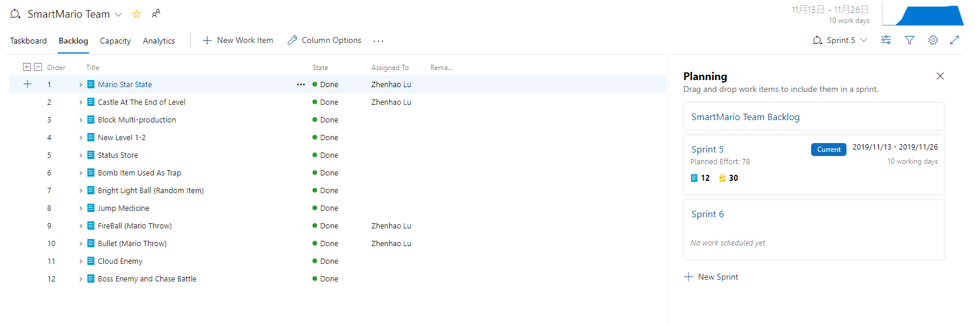 SmartMario Team
11月13日 - 11月26日
10 work days
Taskboard Backlog Capacity Analytics New Work Item Column Options Sprint 5
Order Title State Assigned To Rema...
1 Mario Star State Done Zhenhao Lu
2 Castle At The End of Level Done Zhenhao Lu
3 Block Multi-production Done
4 New Level 1-2 Done
5 Status Store Done
6 Bomb Item Used As Trap Done
7 Bright Light Ball (Random Item) Done
8 Jump Medicine Done
9 FireBall (Mario Throw) Done Zhenhao Lu
10 Bullet (Mario Throw) Done Zhenhao Lu
11 Cloud Enemy Done
12 Boss Enemy and Chase Battle Done
Planning
Drag and drop work items to include them in a sprint.
SmartMario Team Backlog
Sprint 5 Current 2019/11/13 - 2019/11/26
Planned Effort: 78 10 working days
12 30
Sprint 6
No work scheduled yet
New Sprint